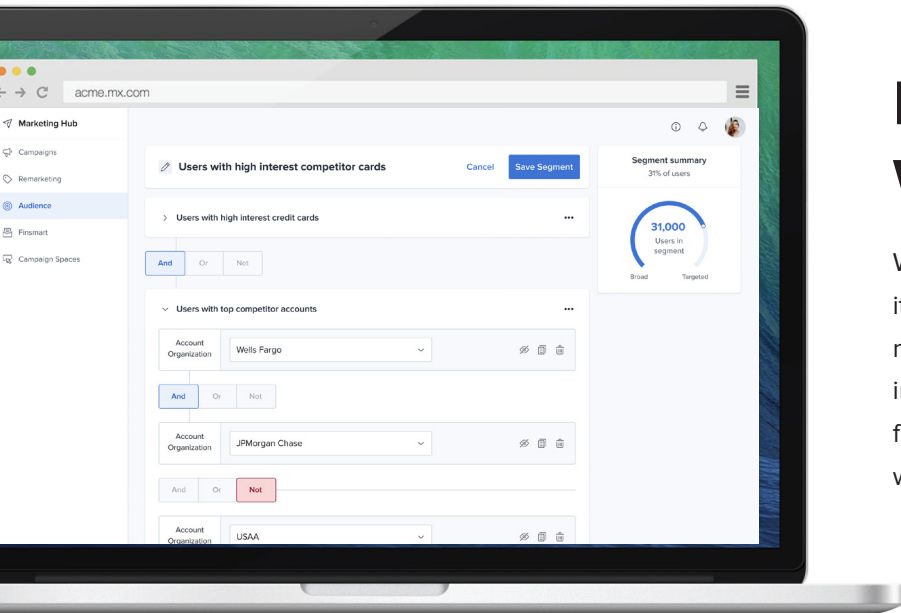 acme.mx.com
Marketing Hub
Campaigns
Remarketing
Audience
Finsmart
Campaign Spaces
Users with high interest competitor cards
Cancel
Save Segment
Users with high interest credit cards
And Or Not
Users with top competitor accounts
Account
Organization
Wells Fargo
And Or Not
Account
Organization
JPMorgan Chase
And Or Not
Account
Organization
USAA
Segment summary
31% of users
31,000
Users in
segment
Broad Targeted